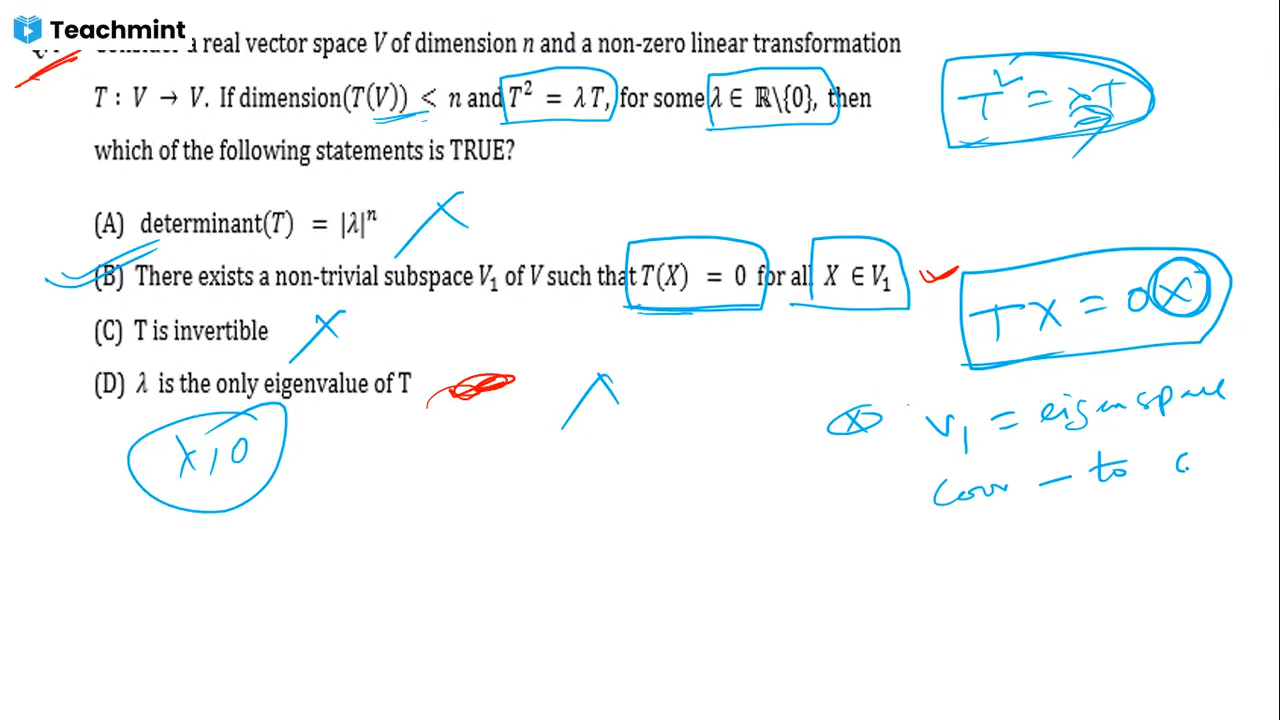 Teachmint
a real vector space V of dimension n and a non-zero linear transformation
T : V → V. If dimension(T(V)) < n and T² = λ T, for some λ ∈ ℝ\{0}, then
T² = λT
which of the following statements is TRUE?
(A) determinant(T) = |λ|ⁿ
(B) There exists a non-trivial subspace V₁ of V such that T(X) = 0 for all X ∈ V₁
TX = 0X
(C) T is invertible
(D) λ is the only eigenvalue of T
V₁ = eigenspace
λ, 0
corr - to